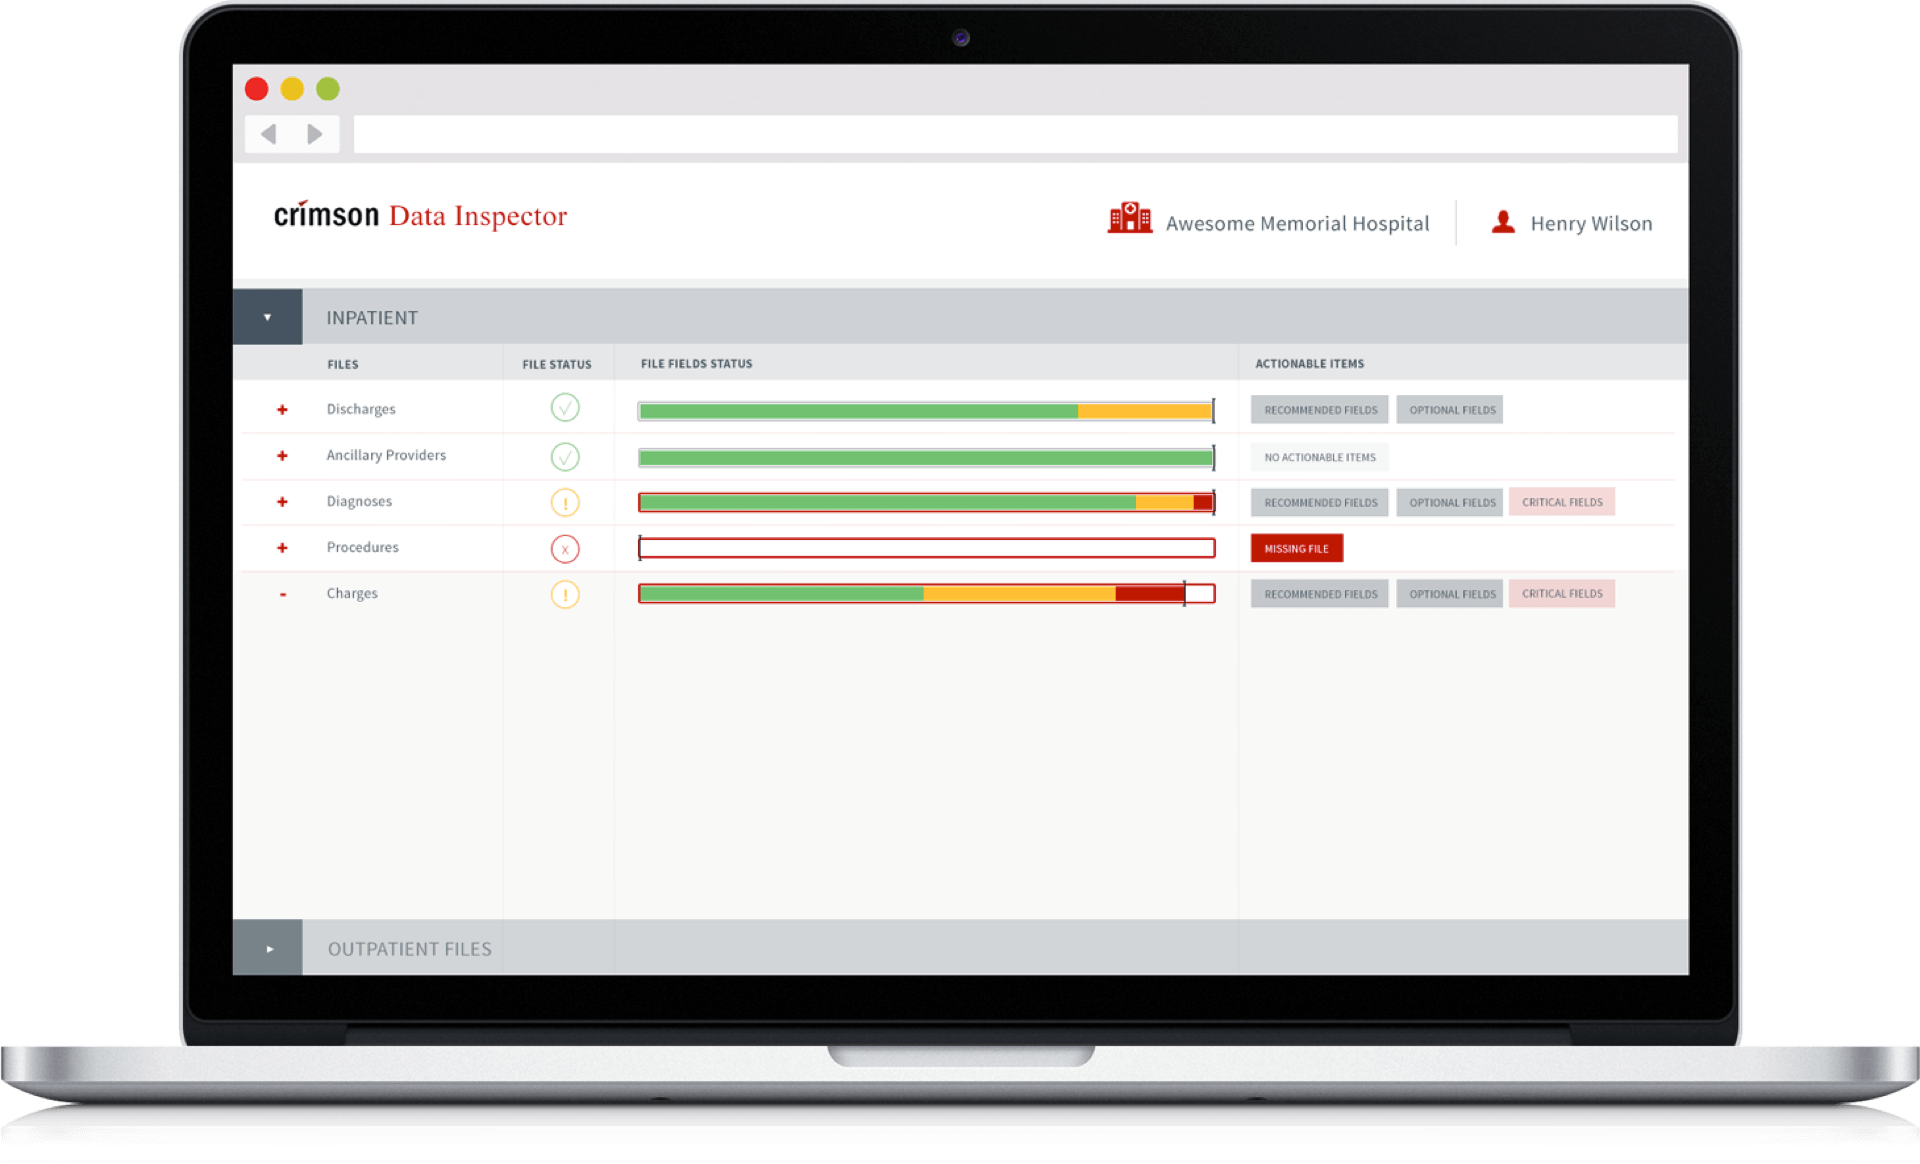 crimson Data Inspector
Awesome Memorial Hospital
Henry Wilson
INPATIENT
FILES FILE STATUS FILE FIELDS STATUS ACTIONABLE ITEMS
+ Discharges RECOMMENDED FIELDS OPTIONAL FIELDS
+ Ancillary Providers NO ACTIONABLE ITEMS
+ Diagnoses ! RECOMMENDED FIELDS OPTIONAL FIELDS CRITICAL FIELDS
+ Procedures x MISSING FILE
- Charges ! RECOMMENDED FIELDS OPTIONAL FIELDS CRITICAL FIELDS
OUTPATIENT FILES